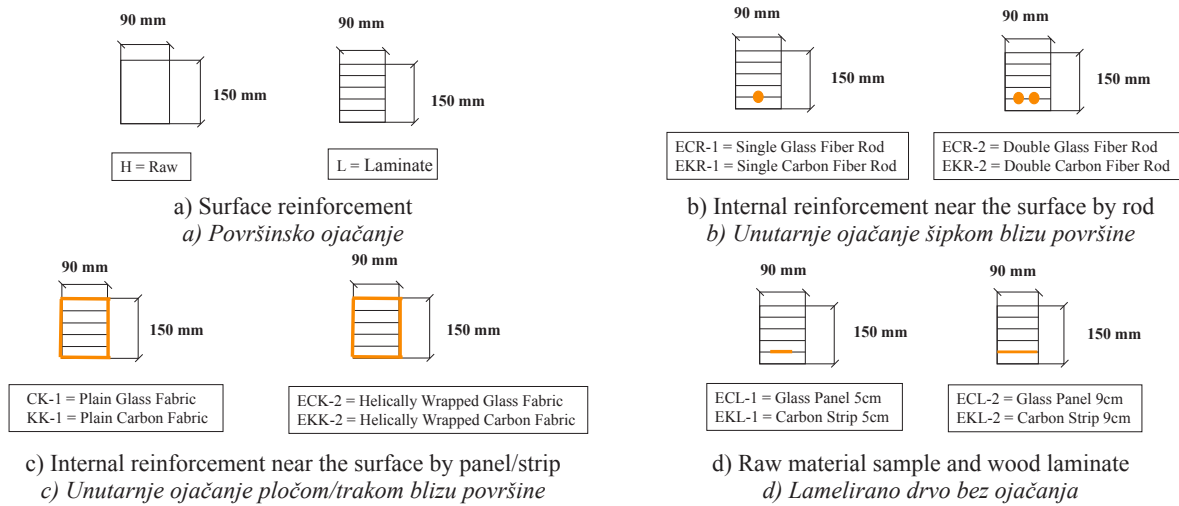 90 mm
150 mm
H = Raw
90 mm
150 mm
L = Laminate
a) Surface reinforcement
a) Površinsko ojačanje
90 mm
150 mm
ECR-1 = Single Glass Fiber Rod
EKR-1 = Single Carbon Fiber Rod
90 mm
150 mm
ECR-2 = Double Glass Fiber Rod
EKR-2 = Double Carbon Fiber Rod
b) Internal reinforcement near the surface by rod
b) Unutarnje ojačanje šipkom blizu površine
90 mm
150 mm
CK-1 = Plain Glass Fabric
KK-1 = Plain Carbon Fabric
90 mm
150 mm
ECK-2 = Helically Wrapped Glass Fabric
EKK-2 = Helically Wrapped Carbon Fabric
c) Internal reinforcement near the surface by panel/strip
c) Unutarnje ojačanje pločom/trakom blizu površine
90 mm
150 mm
ECL-1 = Glass Panel 5cm
EKL-1 = Carbon Strip 5cm
90 mm
150 mm
ECL-2 = Glass Panel 9cm
EKL-2 = Carbon Strip 9cm
d) Raw material sample and wood laminate
d) Lamelirano drvo bez ojačanja